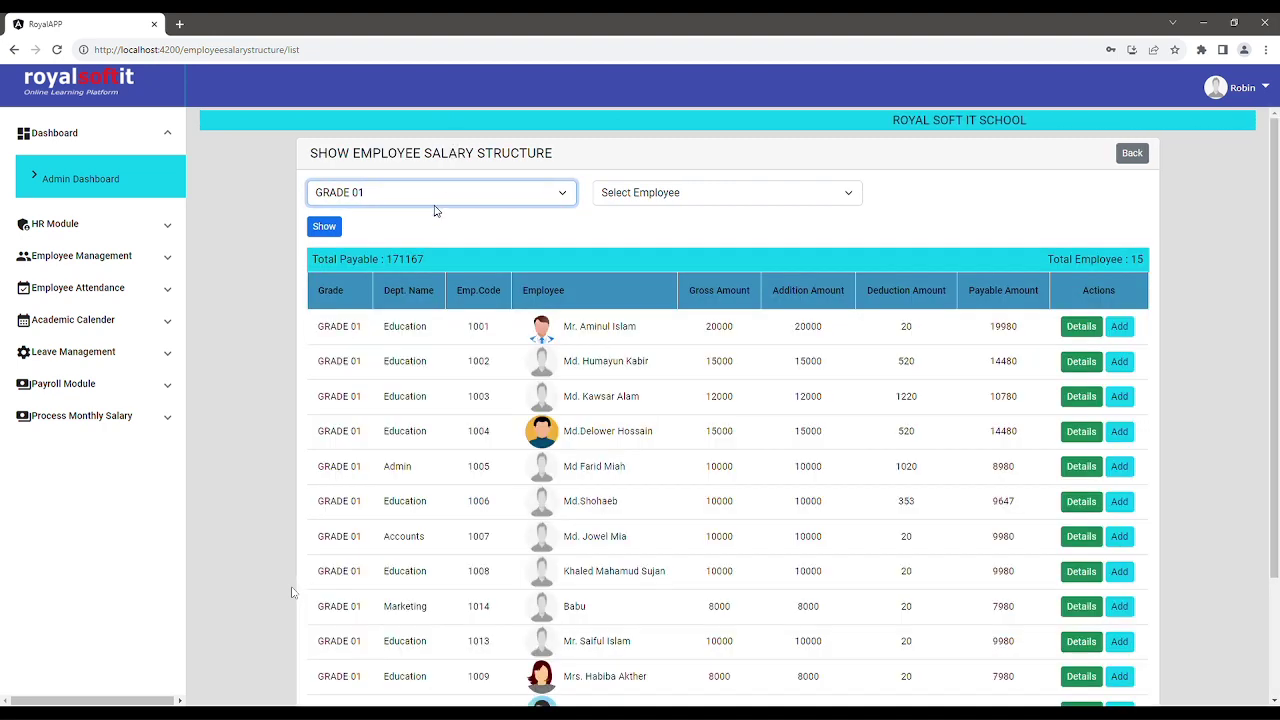 RoyalAPP
http://localhost:4200/employeesalarystructure/list
royalsoftit
Online Learning Platform
Robin
Dashboard
Admin Dashboard
HR Module
Employee Management
Employee Attendance
Academic Calender
Leave Management
Payroll Module
Process Monthly Salary
ROYAL SOFT IT SCHOOL
SHOW EMPLOYEE SALARY STRUCTURE Back
GRADE 01 Select Employee
Show
Total Payable : 171167 Total Employee : 15
Grade Dept. Name Emp.Code Employee Gross Amount Addition Amount Deduction Amount Payable Amount Actions
GRADE 01 Education 1001 Mr. Aminul Islam 20000 20000 20 19980 Details Add
GRADE 01 Education 1002 Md. Humayun Kabir 15000 15000 520 14480 Details Add
GRADE 01 Education 1003 Md. Kawsar Alam 12000 12000 1220 10780 Details Add
GRADE 01 Education 1004 Md.Delower Hossain 15000 15000 520 14480 Details Add
GRADE 01 Admin 1005 Md Farid Miah 10000 10000 1020 8980 Details Add
GRADE 01 Education 1006 Md.Shohaeb 10000 10000 353 9647 Details Add
GRADE 01 Accounts 1007 Md. Jowel Mia 10000 10000 20 9980 Details Add
GRADE 01 Education 1008 Khaled Mahamud Sujan 10000 10000 20 9980 Details Add
GRADE 01 Marketing 1014 Babu 8000 8000 20 7980 Details Add
GRADE 01 Education 1013 Mr. Saiful Islam 10000 10000 20 9980 Details Add
GRADE 01 Education 1009 Mrs. Habiba Akther 8000 8000 20 7980 Details Add